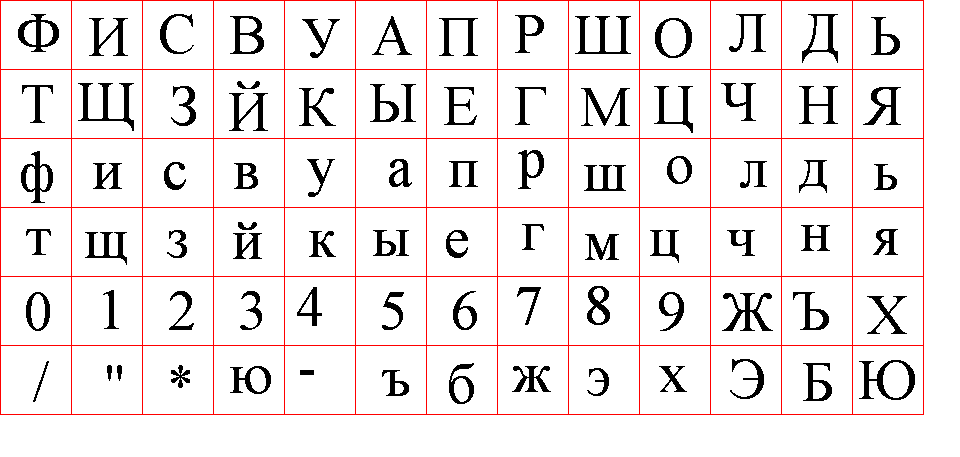 Ф И С В У А П Р Ш О Л Д Ь
Т Щ З Й К Ы Е Г М Ц Ч Н Я
ф и с в у а п р ш о л д ь
т щ з й к ы е г м ц ч н я
0 1 2 3 4 5 6 7 8 9 Ж Ъ Х
/ " * ю - ъ б ж э х Э Б Ю